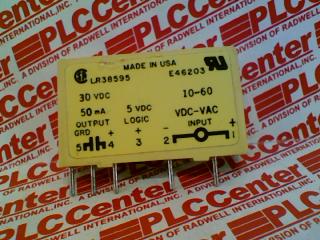 MADE IN USA
LR38595 E46203
30 VDC 10-60
50 mA 5 VDC VDC-VAC
OUTPUT LOGIC INPUT
GRD + + - +
5 4 3 2 1
PLCCenter
A DIVISION OF RADWELL INTERNATIONAL